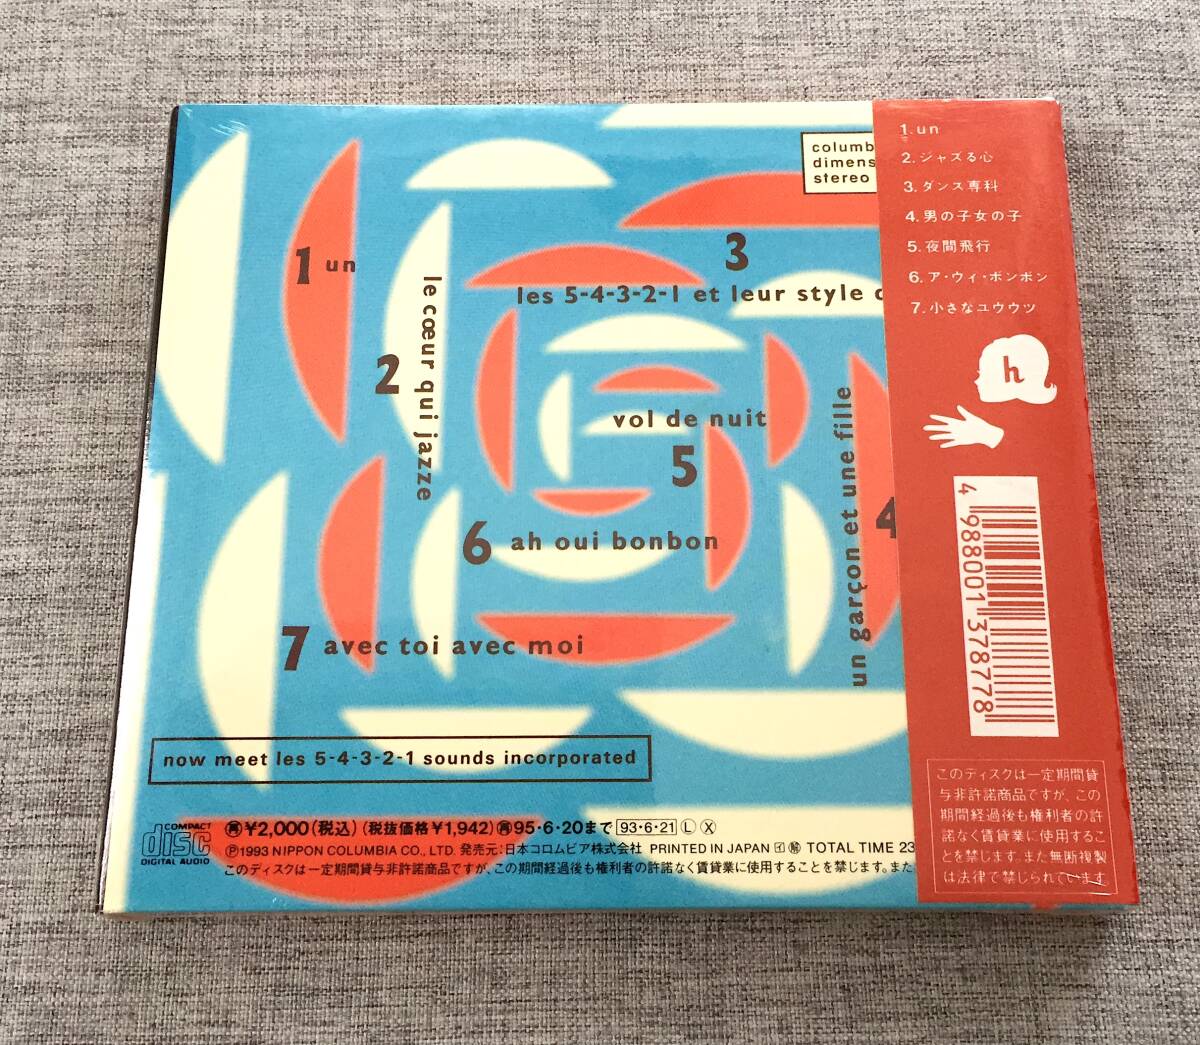 columb
dimens
stereo
1 un
2 le cœur qui jazze
3
les 5-4-3-2-1 et leur style
un garçon et une fille
4
vol de nuit
5
6 ah oui bonbon
7 avec toi avec moi
now meet les 5-4-3-2-1 sounds incorporated
COMPACT
disc
DIGITAL AUDIO
再¥2,000(税込)(税抜価格¥1,942)再95・6・20まで 93・6・21 Ⓛ Ⓧ
Ⓟ1993 NIPPON COLUMBIA CO., LTD. 発売元:日本コロムビア株式会社 PRINTED IN JAPAN TOTAL TIME 23
このディスクは一定期間貸与非許諾商品ですが、この期間経過後も権利者の許諾なく賃貸業に使用することを禁じます。また
1. un
2. ジャズる心
3. ダンス専科
4. 男の子女の子
5. 夜間飛行
6. ア・ウィ・ボンボン
7. 小さなユウウツ
h
4 988001 378778
このディスクは一定期間貸
与非許諾商品ですが、この
期間経過後も権利者の許
諾なく賃貸業に使用するこ
とを禁じます。また無断複製
は法律で禁じられています。